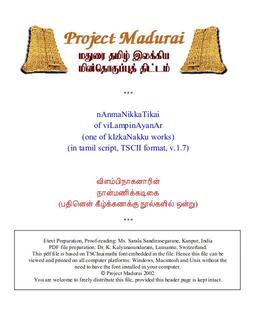 Project Madurai
மதுரை தமிழ் இலக்கிய
மின்தொகுப்புத் திட்டம்
***
nAnmaNikkaTikai
of viLampinAyanAr
(one of kIzkaNakku works)
(in tamil script, TSCII format, v.1.7)
விளம்பிநாகனாரின்
நான்மணிக்கடிகை
(பதினென் கீழ்க்கணக்கு நூல்களில் ஒன்று)
***
Etext Preparation, Proof-reading: Ms. Sarala Sandirasegarane, Kanpur, India
PDF file preparation: Dr. K. Kalyanasundaram, Lausanne, Switzerland.
This pdf file is based on TSCInaimathi font embedded in the file. Hence this file can be
viewed and printed on all computer platforms: Windows, Macintosh and Unix without the
need to have the font installed in your computer.
© Project Madurai 2002
You are welcome to freely distribute this file, provided this header page is kept intact.